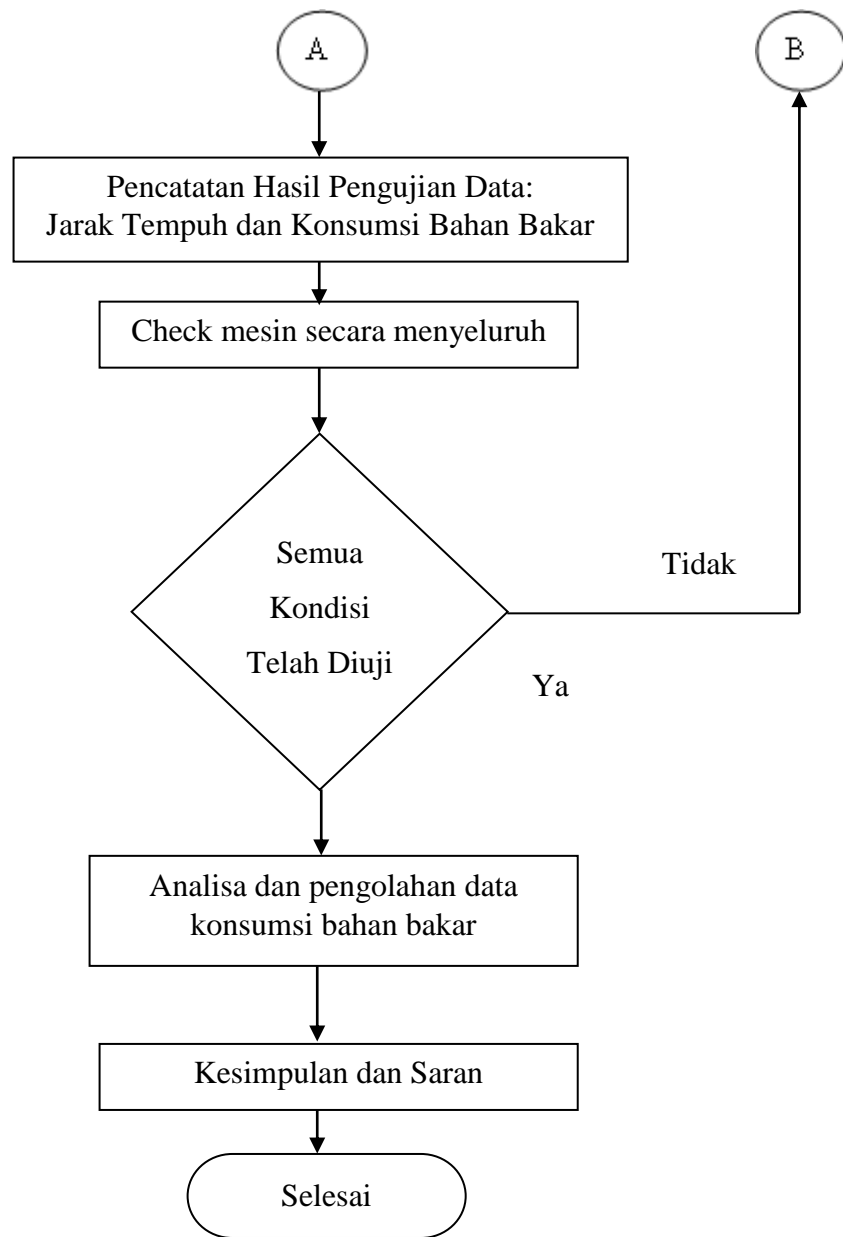 A
B
Pencatatan Hasil Pengujian Data:
Jarak Tempuh dan Konsumsi Bahan Bakar
Check mesin secara menyeluruh
Semua
Kondisi
Telah Diuji
Tidak
Ya
Analisa dan pengolahan data
konsumsi bahan bakar
Kesimpulan dan Saran
Selesai